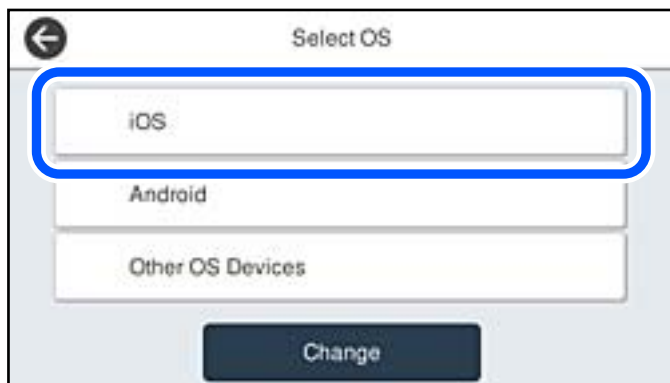 Select OS
iOS
Android
Other OS Devices
Change